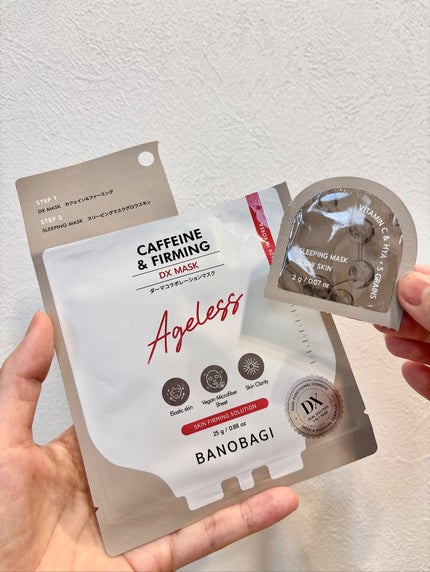 STEP 1
DX MASK カフェイン&ファーミング
STEP 2
SLEEPING MASK スリーピングマスクグロウスキン
CAFFEINE
& FIRMING
DX MASK
ダーマコラボレーションマスク
Ageless
Elastic skin
Vegan Microfiber
Sheet
Skin Clarity
SKIN FIRMING SOLUTION
25 g / 0.88 oz
BANOBAGI
DX
VITAMIN C & HYA · 5 GRAINS
SLEEPING MASK
GLOW SKIN
2 g / 0.07 oz